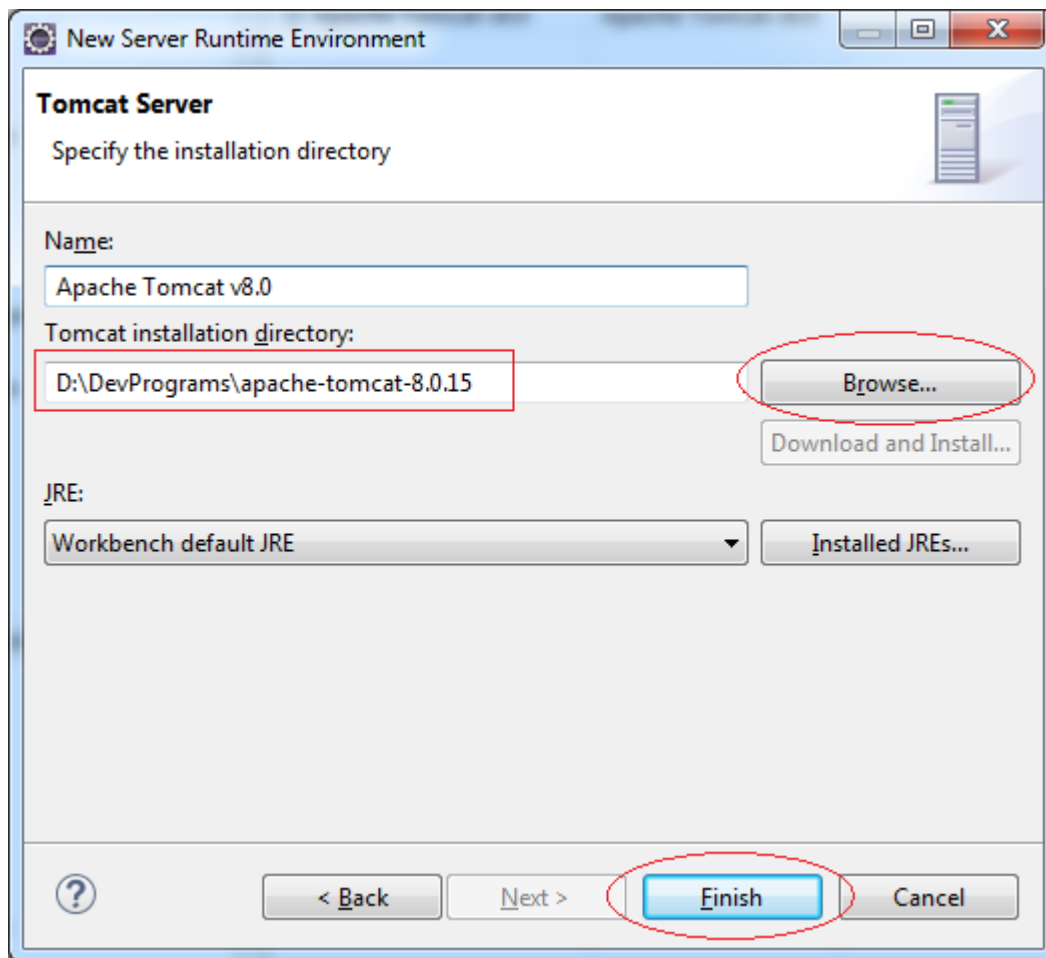 New Server Runtime Environment
Tomcat Server
Specify the installation directory
Name:
Apache Tomcat v8.0
Tomcat installation directory:
D:\DevPrograms\apache-tomcat-8.0.15
Browse...
Download and Install...
JRE:
Workbench default JRE
Installed JREs...
?
< Back
Next >
Finish
Cancel